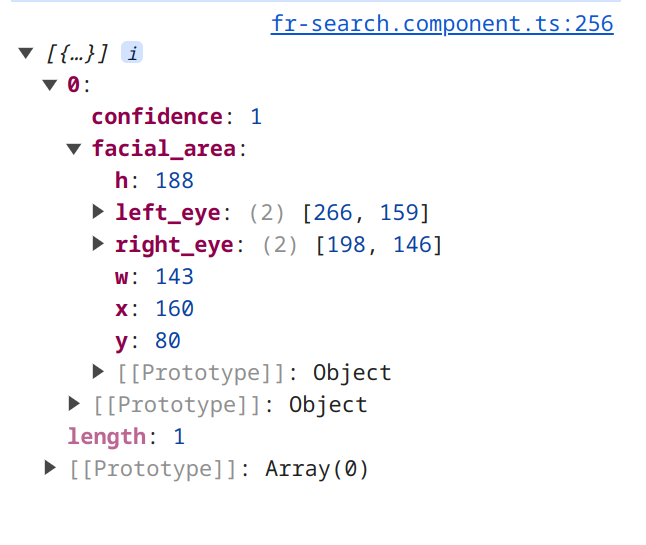 fr-search.component.ts:256
▼ [{…}] i
▼ 0:
confidence: 1
▼ facial_area:
h: 188
▶ left_eye: (2) [266, 159]
▶ right_eye: (2) [198, 146]
w: 143
x: 160
y: 80
▶ [[Prototype]]: Object
▶ [[Prototype]]: Object
length: 1
▶ [[Prototype]]: Array(0)